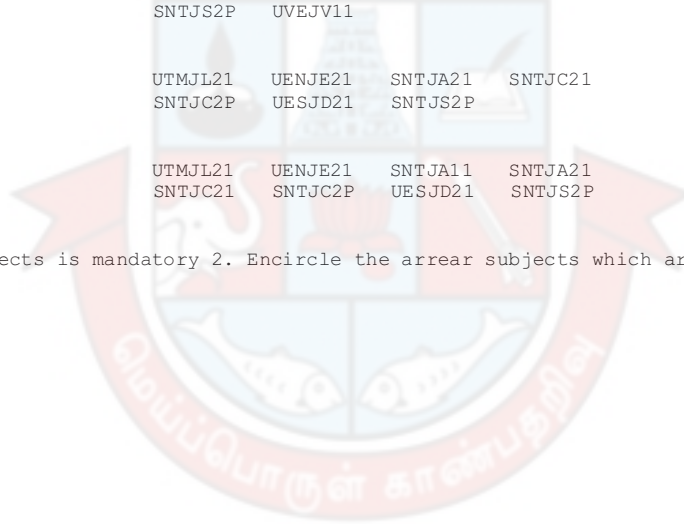 SNTJS2P UVEJV11
UTMJL21 UENJE21 SNTJA21 SNTJC21
SNTJC2P UESJD21 SNTJS2P
UTMJL21 UENJE21 SNTJA11 SNTJA21
SNTJC21 SNTJC2P UESJD21 SNTJS2P
ects is mandatory 2. Encircle the arrear subjects which ar
மெய்ப்பொருள் காண்பதறிவு